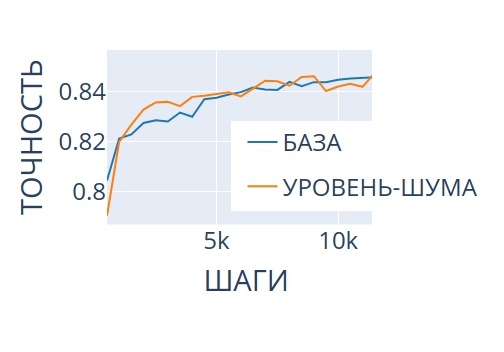 ТОЧНОСТЬ
0.84
0.82
0.8
БАЗА
УРОВЕНЬ-ШУМА
5k
10k
ШАГИ